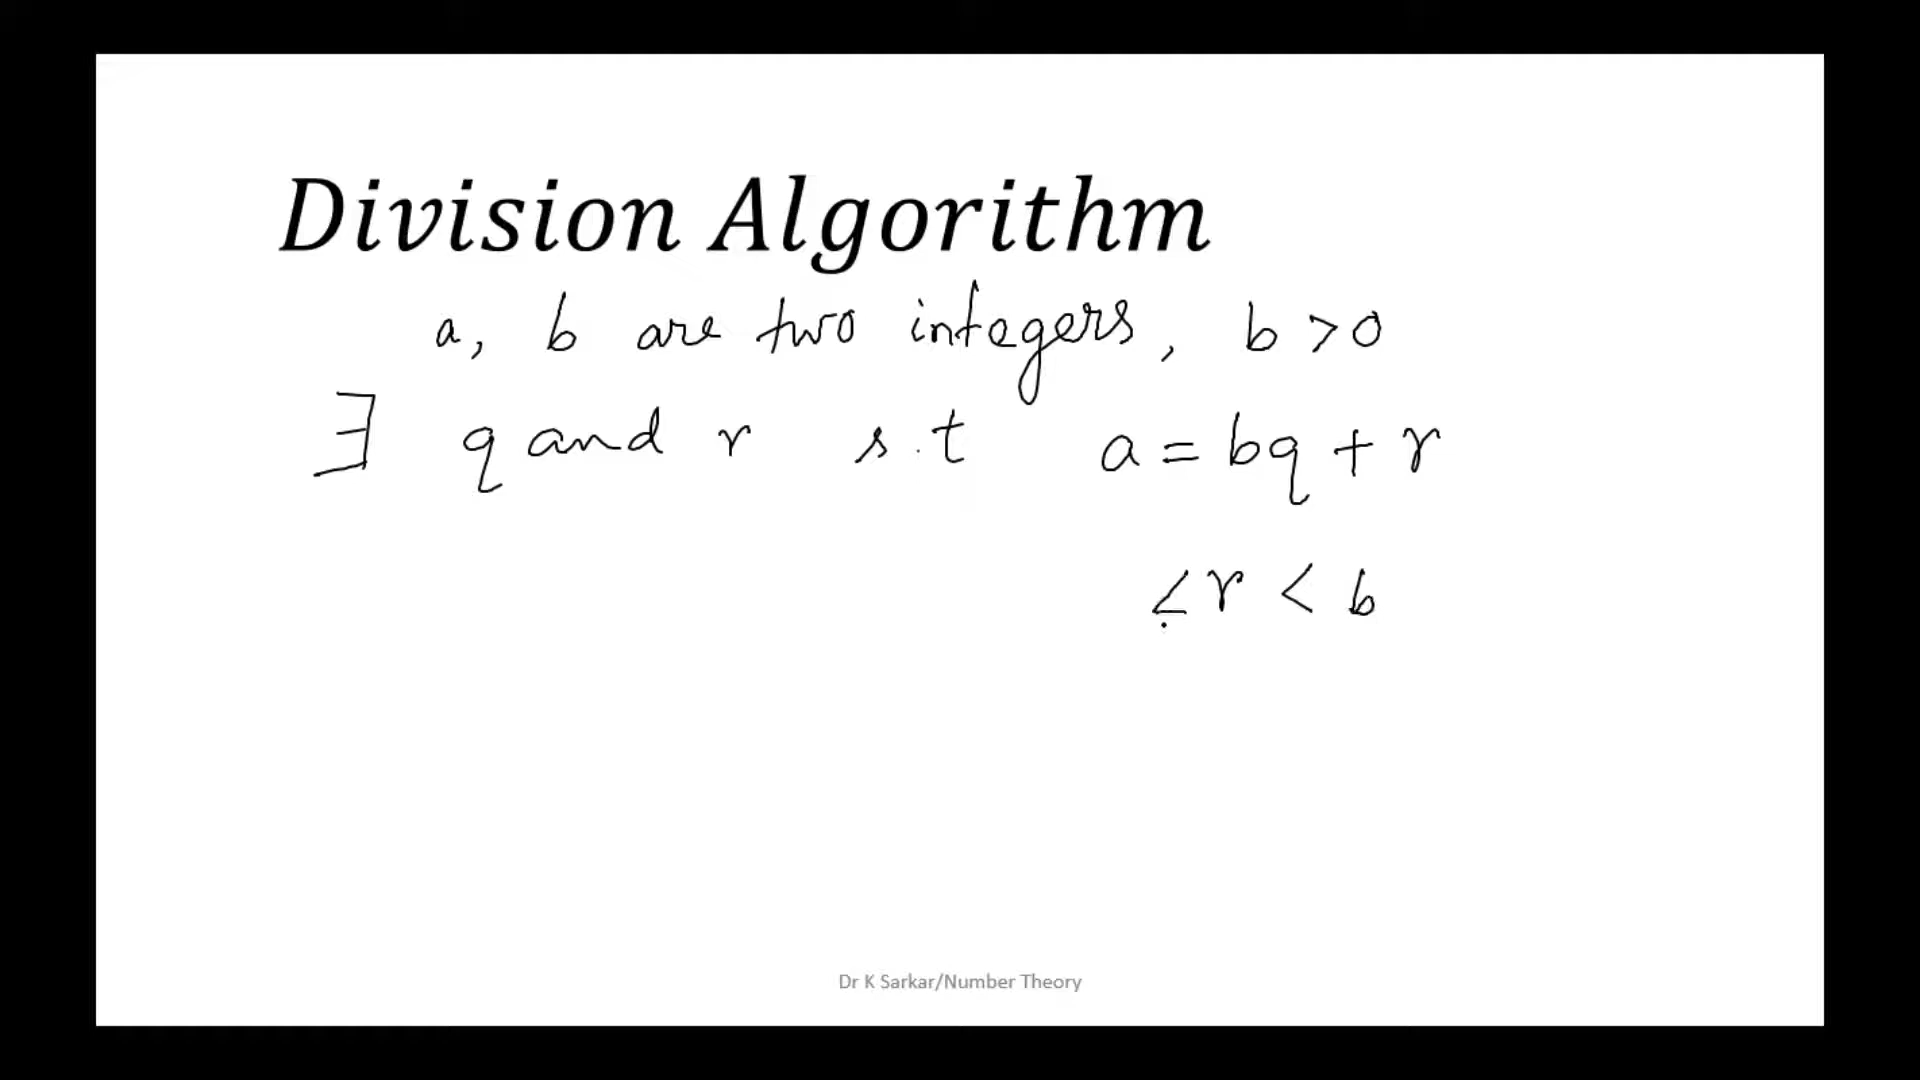 Division Algorithm
a, b are two integers, b > 0
∃ q and r s.t a = bq + r
≤ r < b
Dr K Sarkar/Number Theory